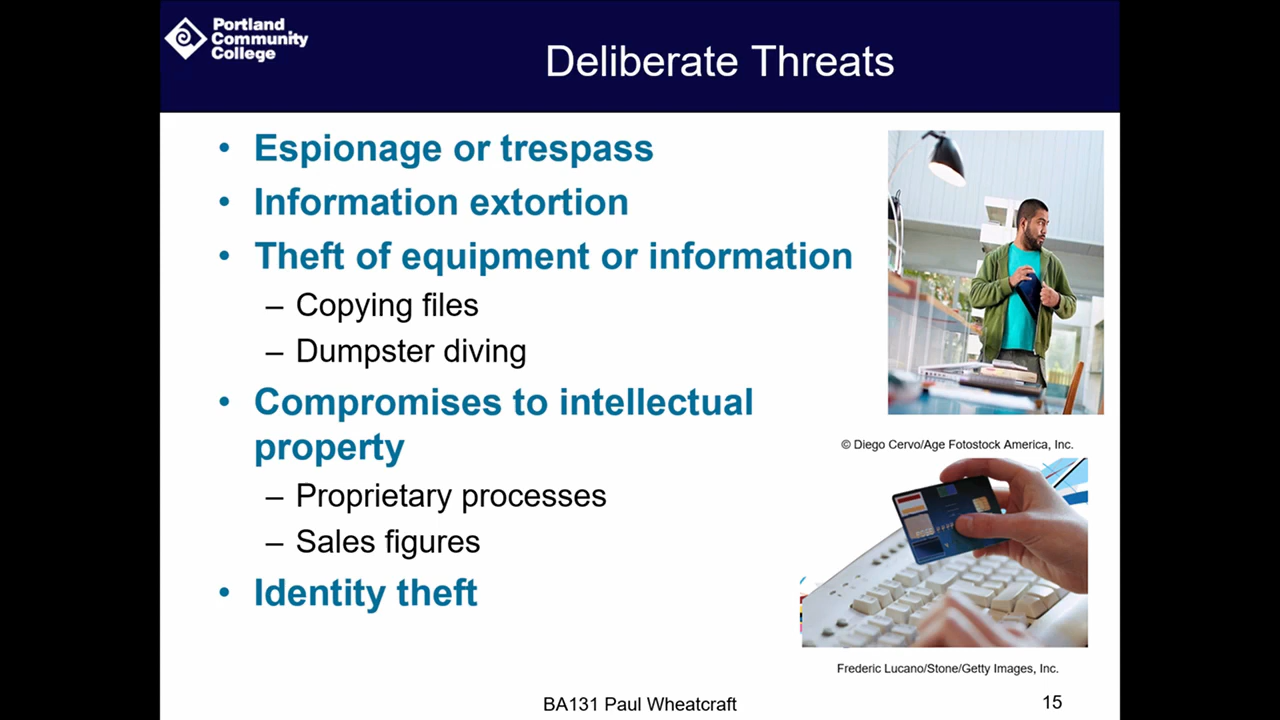 Portland
Community
College
Deliberate Threats
• Espionage or trespass
• Information extortion
• Theft of equipment or information
– Copying files
– Dumpster diving
• Compromises to intellectual
property
– Proprietary processes
– Sales figures
• Identity theft
© Diego Cervo/Age Fotostock America, Inc.
Frederic Lucano/Stone/Getty Images, Inc.
BA131 Paul Wheatcraft
15